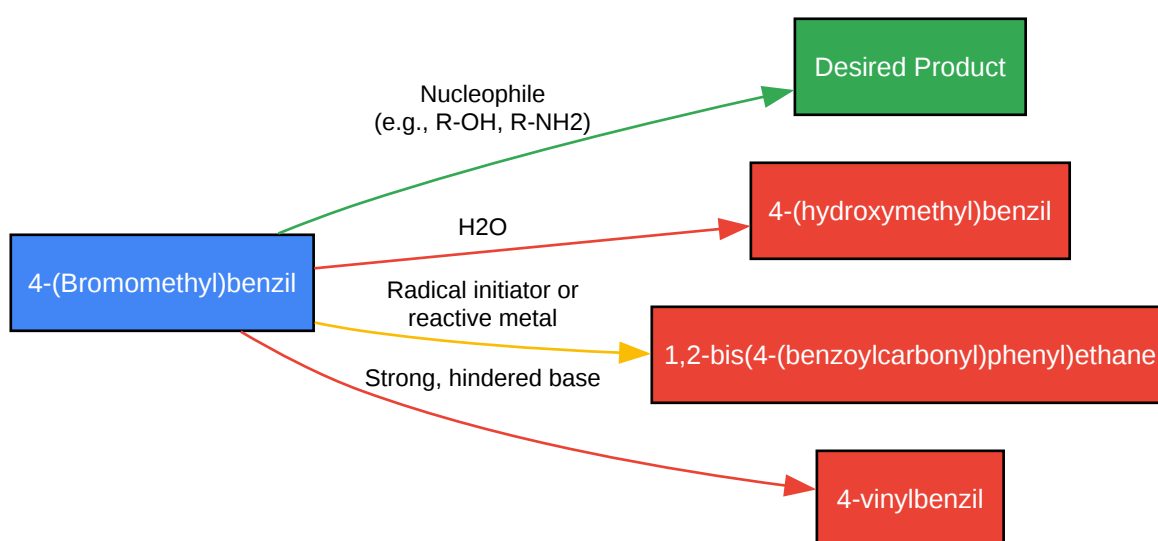 Desired Product
Nucleophile
(e.g., R-OH, R-NH2)
4-(hydroxymethyl)benzil
H2O
4-(Bromomethyl)benzil
Radical initiator or
reactive metal
1,2-bis(4-(benzoylcarbonyl)phenyl)ethane
Strong, hindered base
4-vinylbenzil